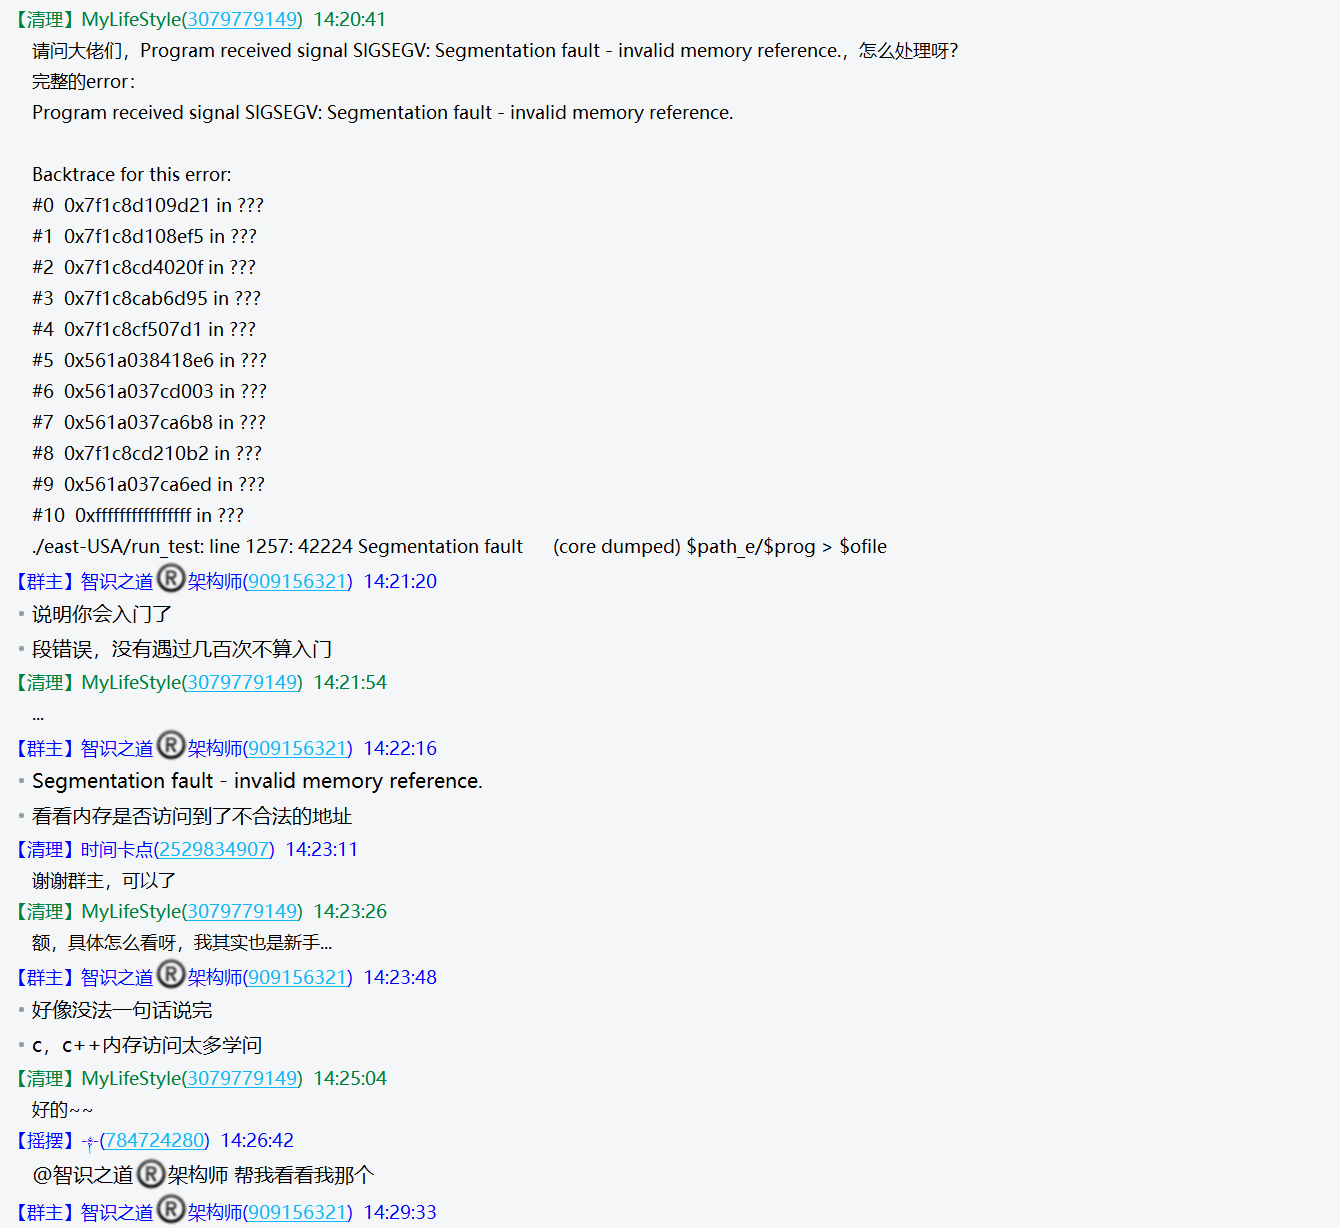 【清理】MyLifeStyle(3079779149) 14:20:41
请问大佬们，Program received signal SIGSEGV: Segmentation fault - invalid memory reference.，怎么处理呀？
完整的error：
Program received signal SIGSEGV: Segmentation fault - invalid memory reference.
Backtrace for this error:
#0 0x7f1c8d109d21 in ???
#1 0x7f1c8d108ef5 in ???
#2 0x7f1c8cd4020f in ???
#3 0x7f1c8cab6d95 in ???
#4 0x7f1c8cf507d1 in ???
#5 0x561a038418e6 in ???
#6 0x561a037cd003 in ???
#7 0x561a037ca6b8 in ???
#8 0x7f1c8cd210b2 in ???
#9 0x561a037ca6ed in ???
#10 0xffffffffffffffff in ???
./east-USA/run_test: line 1257: 42224 Segmentation fault (core dumped) $path_e/$prog > $ofile
【群主】智识之道®架构师(909156321) 14:21:20
说明你会入门了
段错误，没有遇过几百次不算入门
【清理】MyLifeStyle(3079779149) 14:21:54
...
【群主】智识之道®架构师(909156321) 14:22:16
Segmentation fault - invalid memory reference.
看看内存是否访问到了不合法的地址
【清理】时间卡点(2529834907) 14:23:11
谢谢群主，可以了
【清理】MyLifeStyle(3079779149) 14:23:26
额，具体怎么看呀，我其实也是新手...
【群主】智识之道®架构师(909156321) 14:23:48
好像没法一句话说完
c，c++内存访问太多学问
【清理】MyLifeStyle(3079779149) 14:25:04
好的~~
【摇摆】-༒-(784724280) 14:26:42
@智识之道®架构师 帮我看看我那个
【群主】智识之道®架构师(909156321) 14:29:33